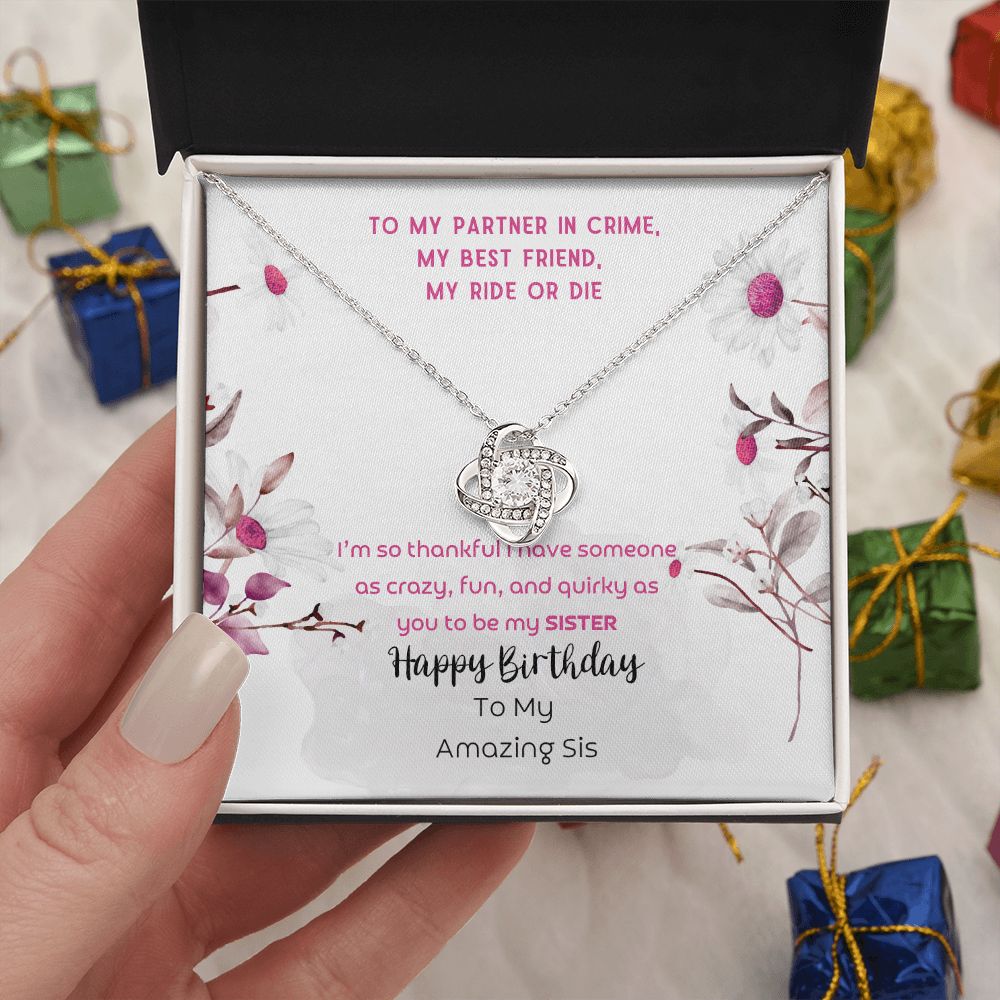 TO MY PARTNER IN CRIME,
MY BEST FRIEND,
MY RIDE OR DIE
I'm so thankful I have someone
as crazy, fun, and quirky as
you to be my SISTER
Happy Birthday
To My
Amazing Sis